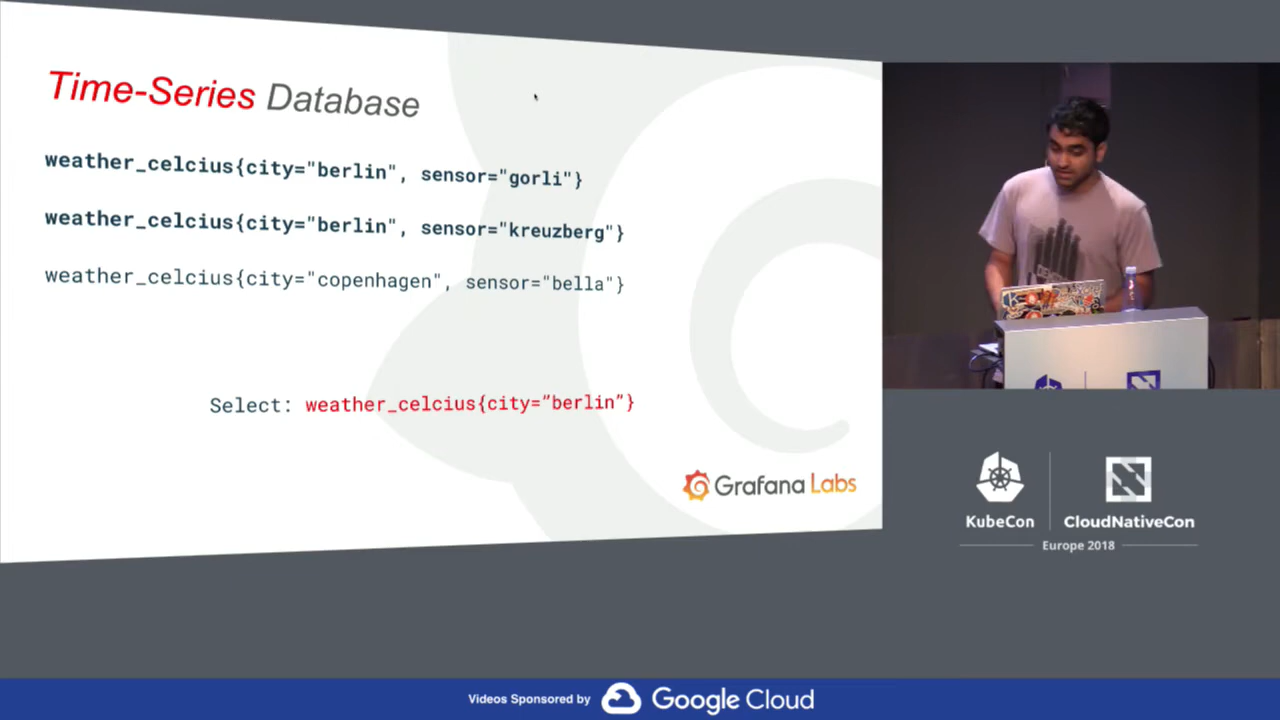 Time-Series Database
weather_celcius{city="berlin", sensor="gorli"}
weather_celcius{city="berlin", sensor="kreuzberg"}
weather_celcius{city="copenhagen", sensor="bella"}
Select: weather_celcius{city=”berlin”}
Grafana Labs
KubeCon
CloudNativeCon
Europe 2018
Videos Sponsored by Google Cloud